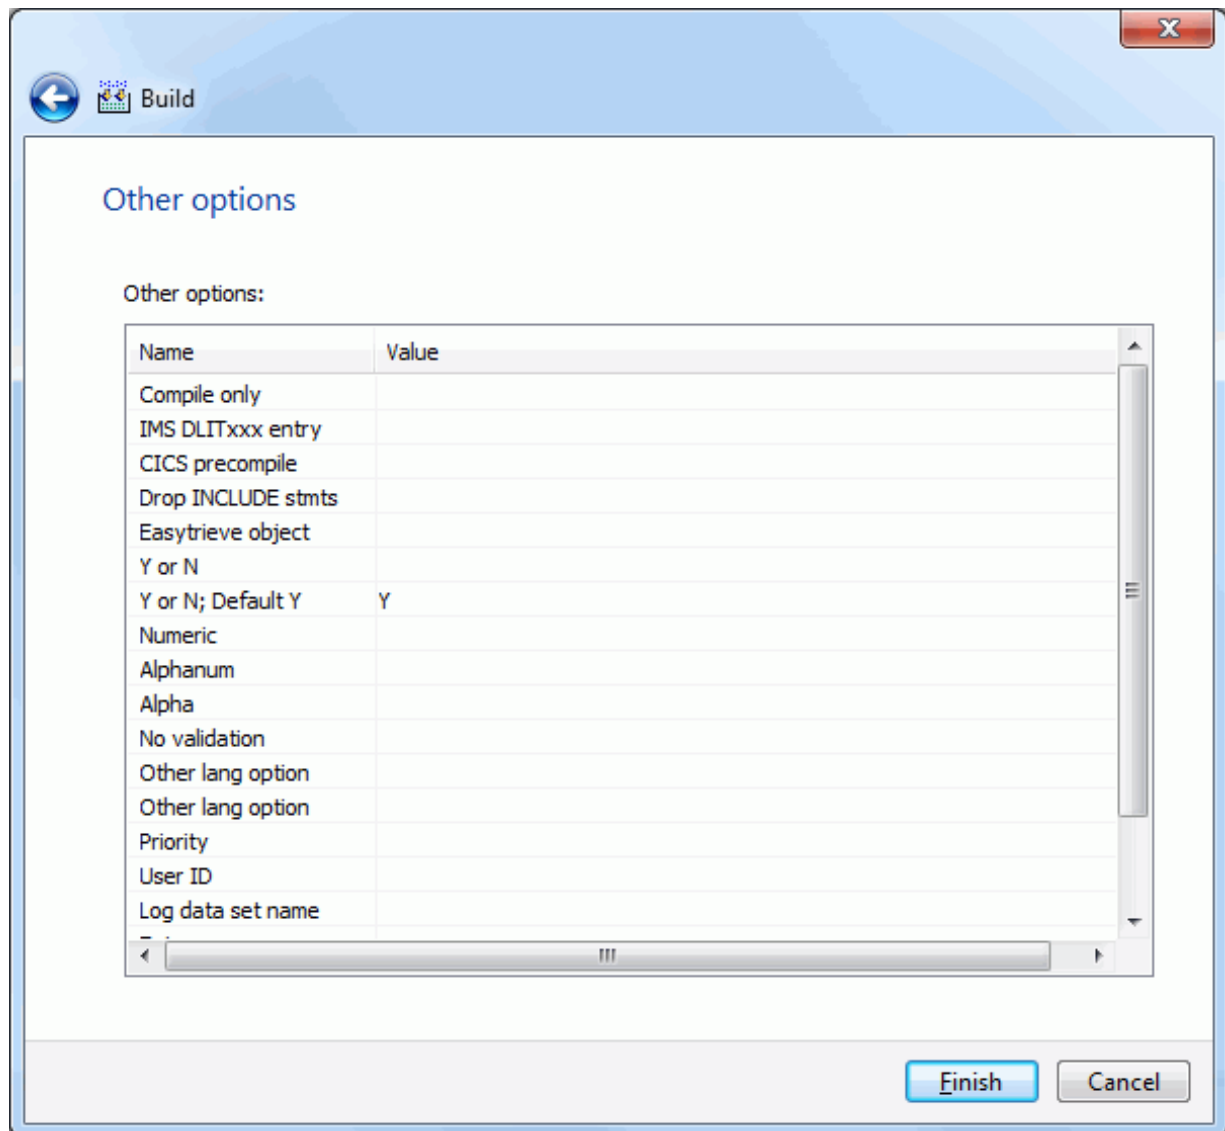 Build
Other options
Other options:
Name Value
Compile only
IMS DLITxxx entry
CICS precompile
Drop INCLUDE stmts
Easytrieve object
Y or N
Y or N; Default Y Y
Numeric
Alphanum
Alpha
No validation
Other lang option
Other lang option
Priority
User ID
Log data set name
Finish Cancel